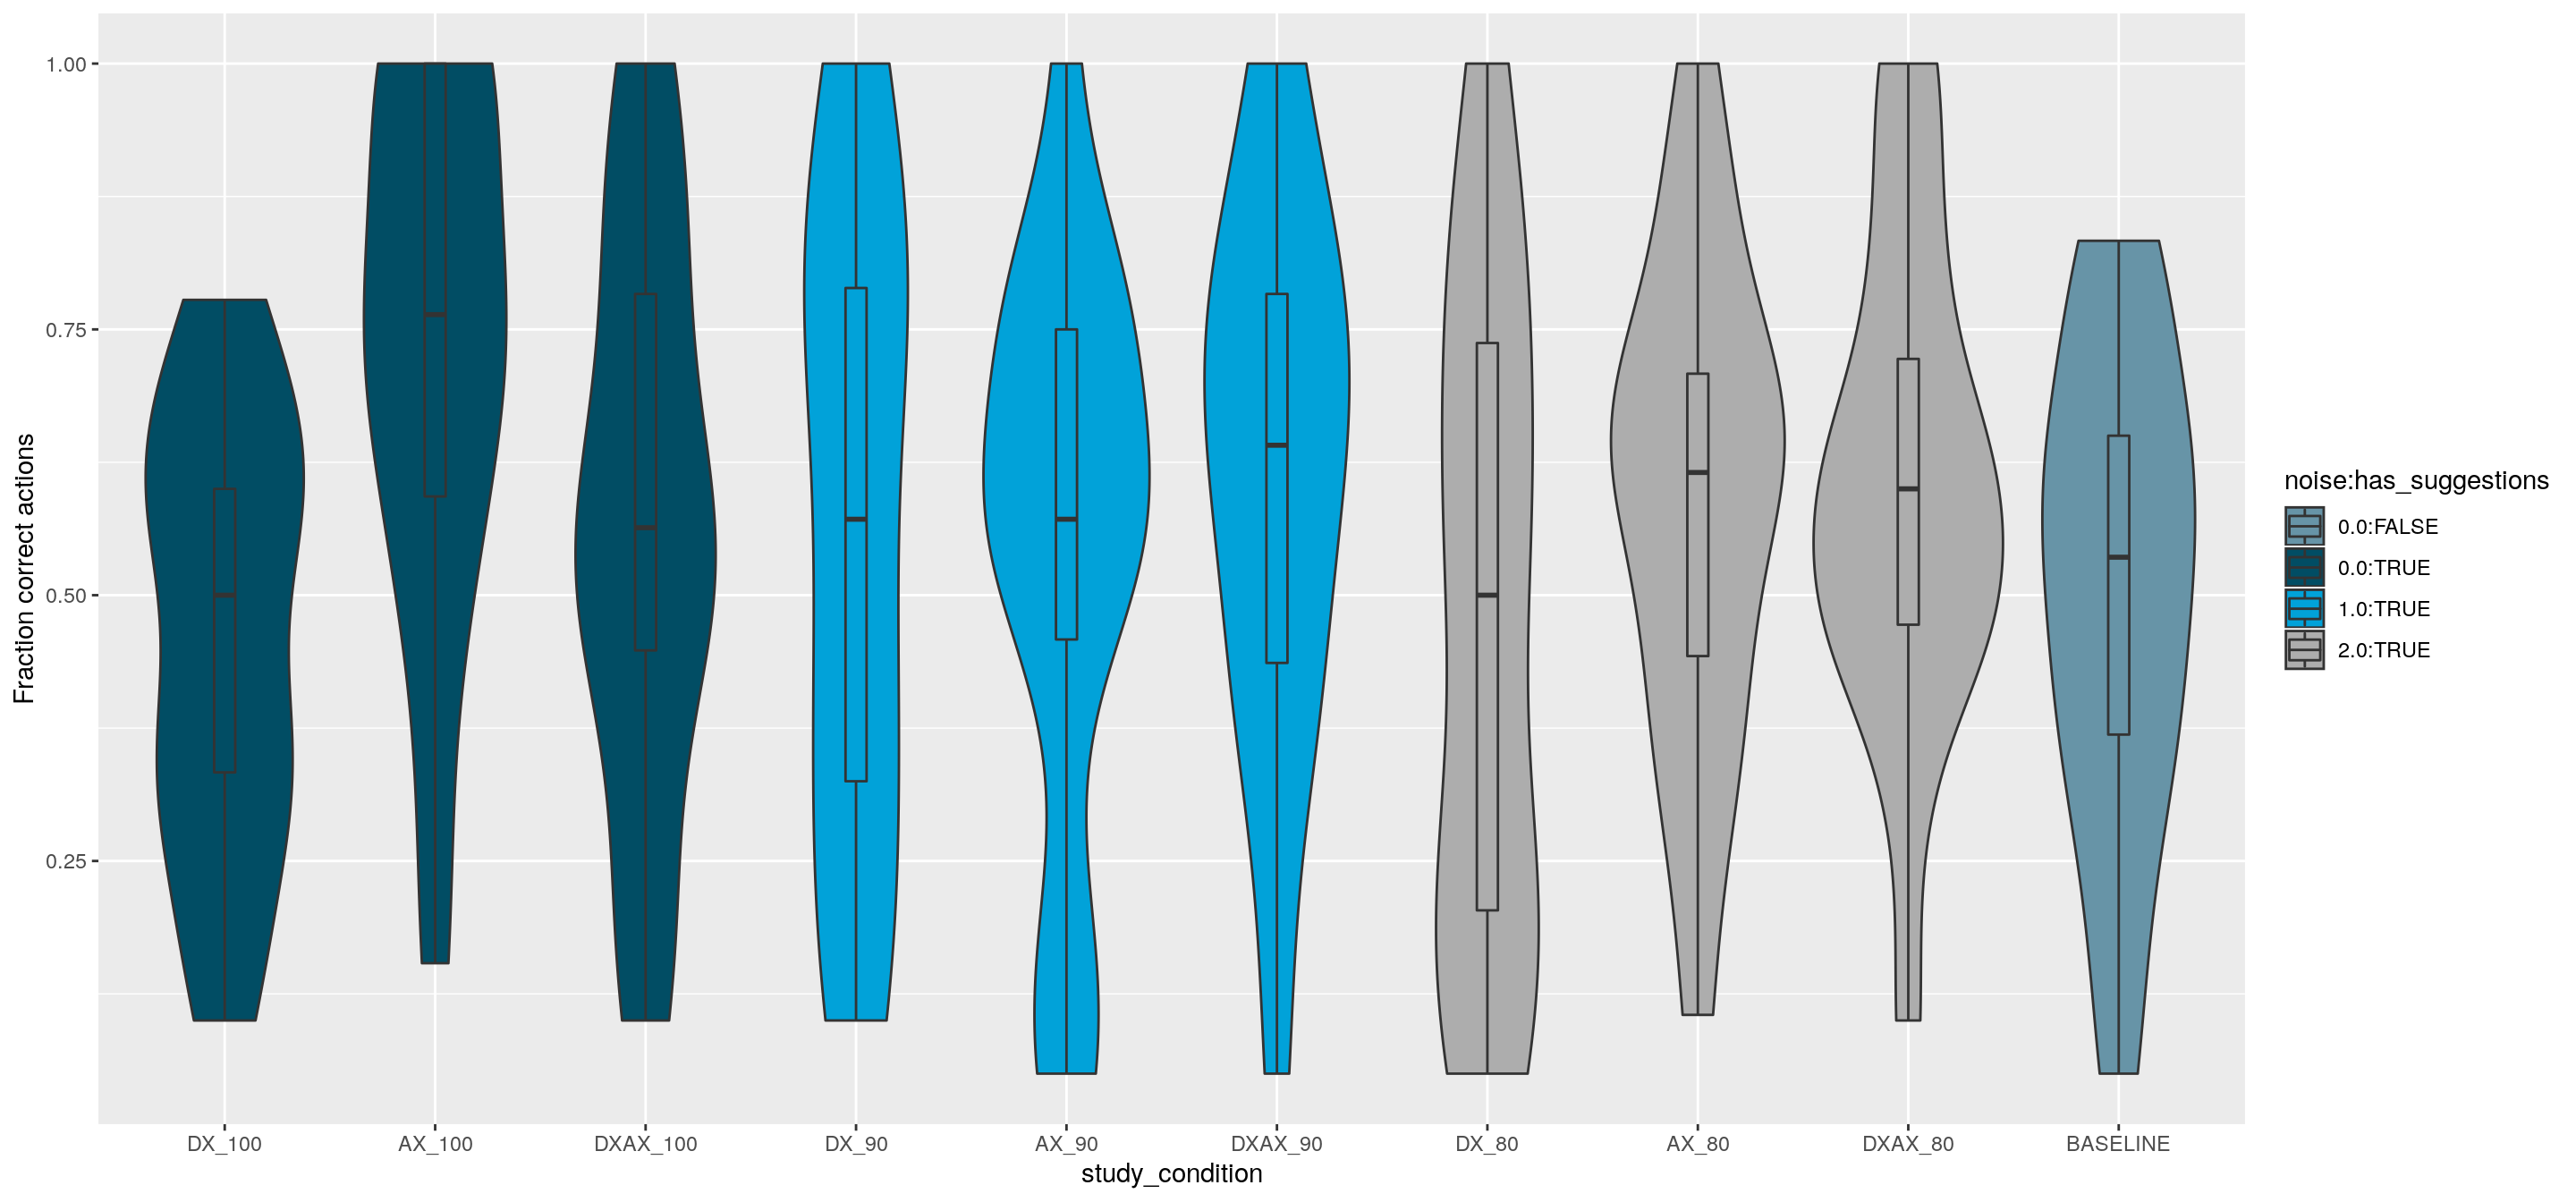 Fraction correct actions
1.00
0.75
0.50
0.25
DX_100 AX_100 DXAX_100 DX_90 AX_90 DXAX_90 DX_80 AX_80 DXAX_80 BASELINE
study_condition
noise:has_suggestions
0.0:FALSE
0.0:TRUE
1.0:TRUE
2.0:TRUE